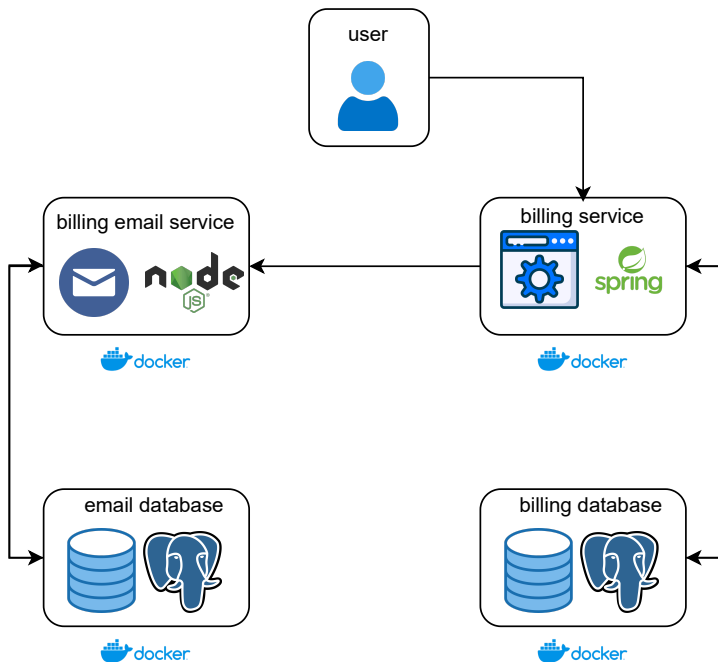 user
billing email service
billing service
node
JS
spring
docker
docker
email database
billing database
docker
docker